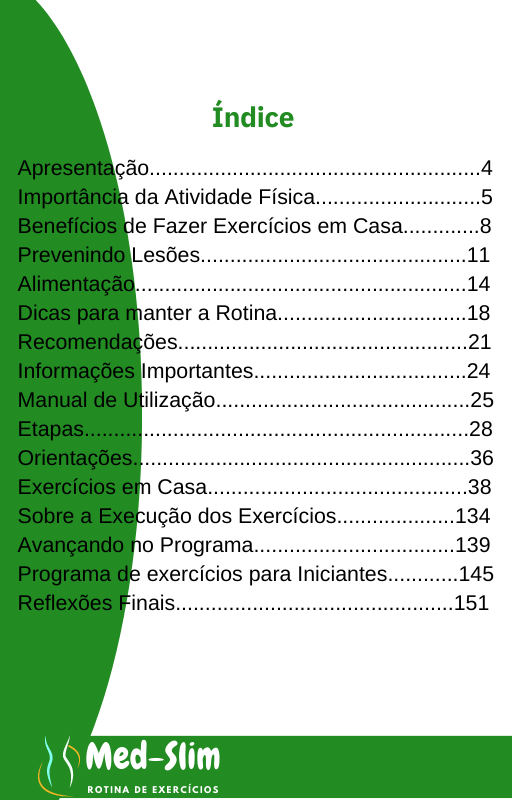 Índice
Apresentação........................................................4
Importância da Atividade Física............................5
Benefícios de Fazer Exercícios em Casa.............8
Prevenindo Lesões.............................................11
Alimentação........................................................14
Dicas para manter a Rotina................................18
Recomendações.................................................21
Informações Importantes....................................24
Manual de Utilização...........................................25
Etapas.................................................................28
Orientações.........................................................36
Exercícios em Casa............................................38
Sobre a Execução dos Exercícios....................134
Avançando no Programa..................................139
Programa de exercícios para Iniciantes............145
Reflexões Finais...............................................151
Med-Slim
ROTINA DE EXERCÍCIOS